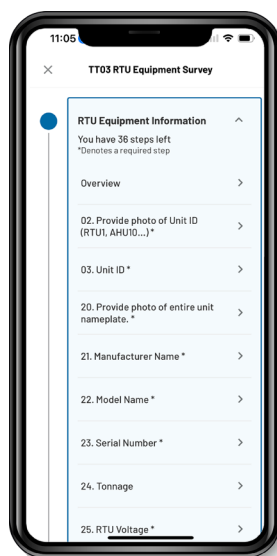 11:05
TT03 RTU Equipment Survey
RTU Equipment Information
You have 36 steps left
*Denotes a required step
Overview
02. Provide photo of Unit ID
(RTU1, AHU10...) *
03. Unit ID *
20. Provide photo of entire unit
nameplate. *
21. Manufacturer Name *
22. Model Name *
23. Serial Number *
24. Tonnage
25. RTU Voltage *